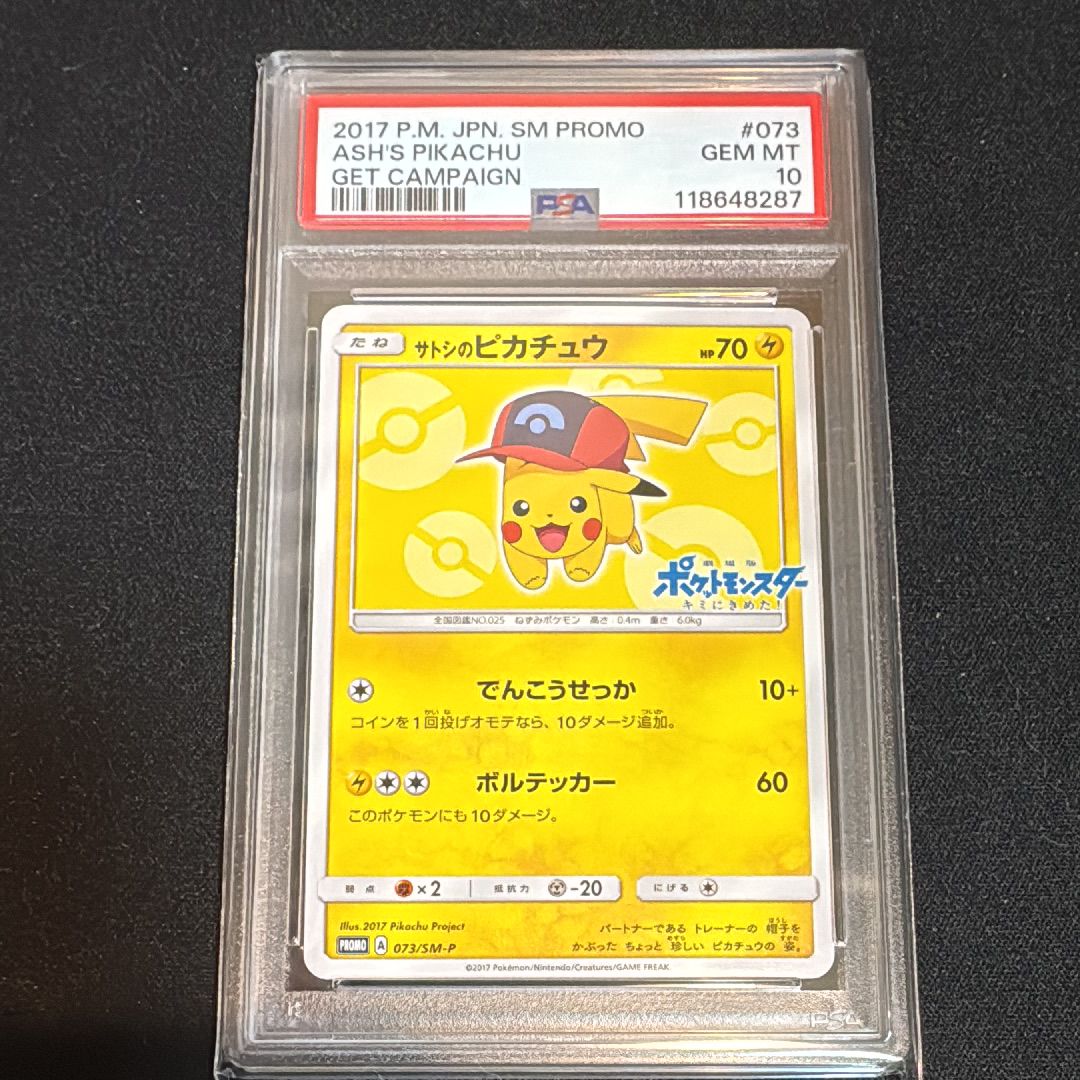 2017 P.M. JPN. SM PROMO #073
ASH'S PIKACHU GEM MT
GET CAMPAIGN 10
PSA 118648287
たね サトシのピカチュウ HP70
劇場版
ポケットモンスター
キミにきめた!
全国図鑑NO.025 ねずみポケモン 高さ:0.4m 重さ:6.0kg
でんこうせっか 10+
コインを1回投げオモテなら、10ダメージ追加。
ボルテッカー 60
このポケモンにも10ダメージ。
弱点 ×2 抵抗力 -20 にげる
Illus.2017 Pikachu Project
パートナーである トレーナーの 帽子を
かぶった ちょっと 珍しい ピカチュウの 姿。
PROMO A 073/SM-P
©2017 Pokémon/Nintendo/Creatures/GAME FREAK.
PSA